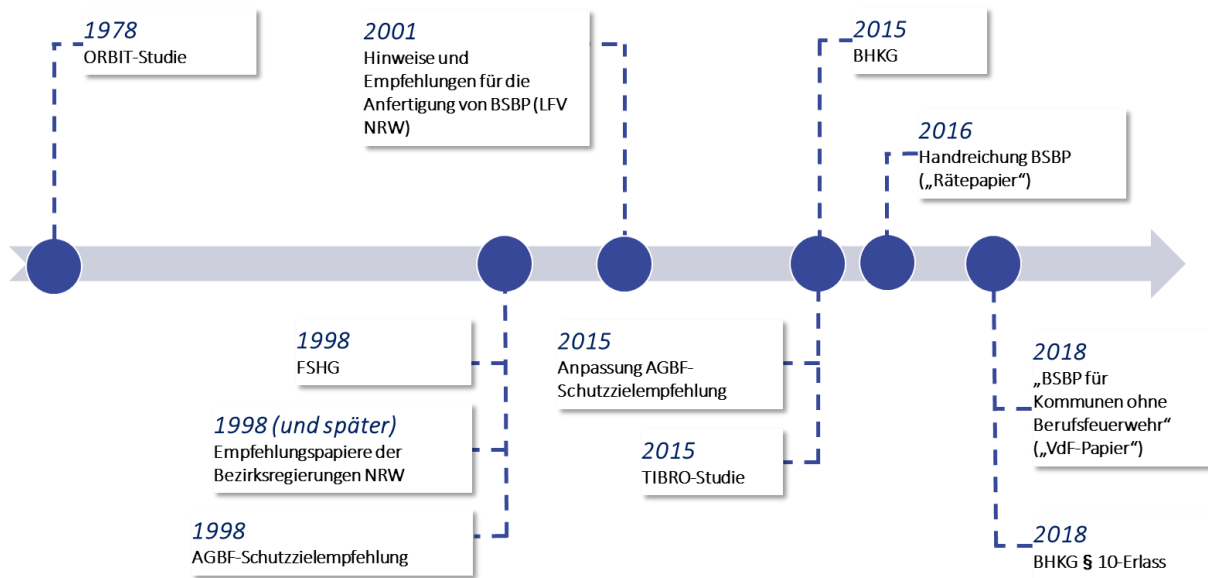 1978
ORBIT-Studie
2001
Hinweise und
Empfehlungen für die
Anfertigung von BSBP (LFV
NRW)
2015
BHKG
2016
Handreichung BSBP
(„Rätepapier“)
1998
FSHG
1998 (und später)
Empfehlungspapiere der
Bezirksregierungen NRW
1998
AGBF-Schutzzielempfehlung
2015
Anpassung AGBF-
Schutzzielempfehlung
2015
TIBRO-Studie
2018
„BSBP für
Kommunen ohne
Berufsfeuerwehr“
(„VdF-Papier“)
2018
BHKG § 10-Erlass